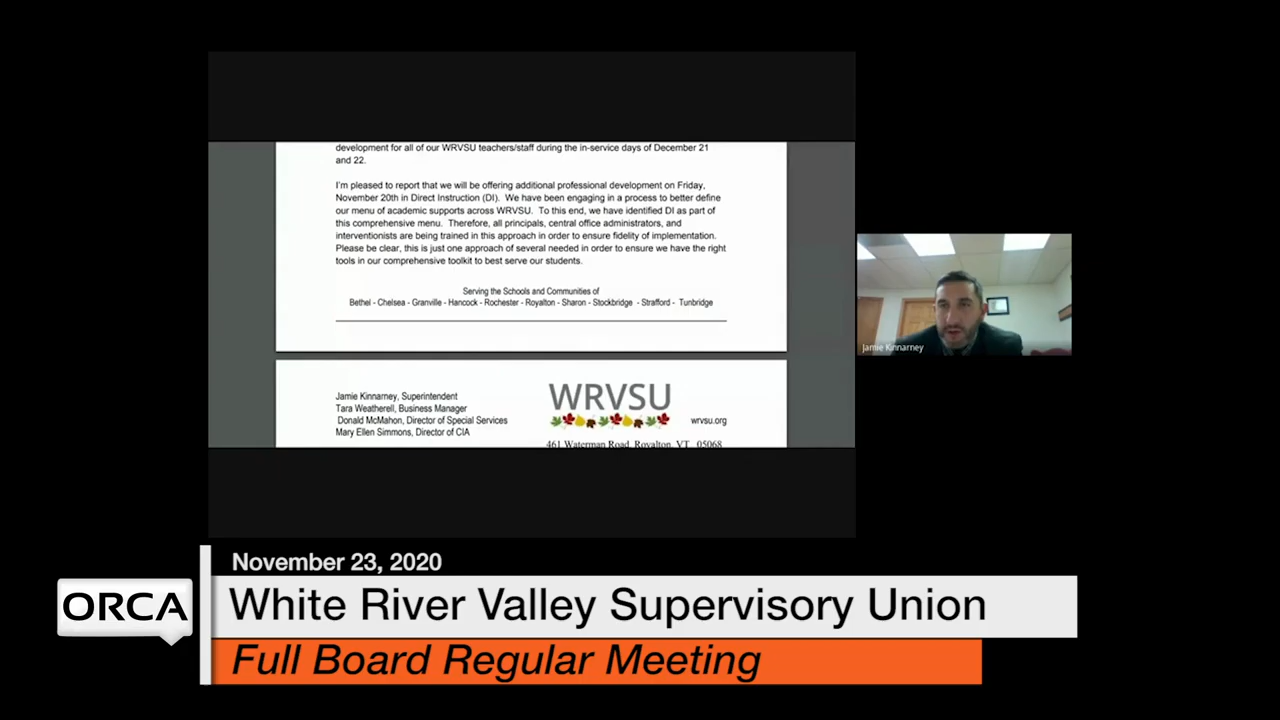 development for all of our WRVSU teachers/staff during the in-service days of December 21
and 22.
I'm pleased to report that we will be offering additional professional development on Friday,
November 20th in Direct Instruction (DI).  We have been engaging in a process to better define
our menu of academic supports across WRVSU.  To this end, we have identified DI as part of
this comprehensive menu.  Therefore, all principals, central office administrators, and
interventionists are being trained in this approach in order to ensure fidelity of implementation.
Please be clear, this is just one approach of several needed in order to ensure we have the right
tools in our comprehensive toolkit to best serve our students.
Serving the Schools and Communities of
Bethel - Chelsea - Granville - Hancock - Rochester - Royalton - Sharon - Stockbridge - Strafford - Tunbridge
Jamie Kinnarney, Superintendent
Tara Weatherell, Business Manager
Donald McMahon, Director of Special Services
Mary Ellen Simmons, Director of CIA
WRVSU
wrvsu.org
461 Waterman Road, Royalton, VT 05068
Jamie Kinnarney
November 23, 2020
ORCA
White River Valley Supervisory Union
Full Board Regular Meeting